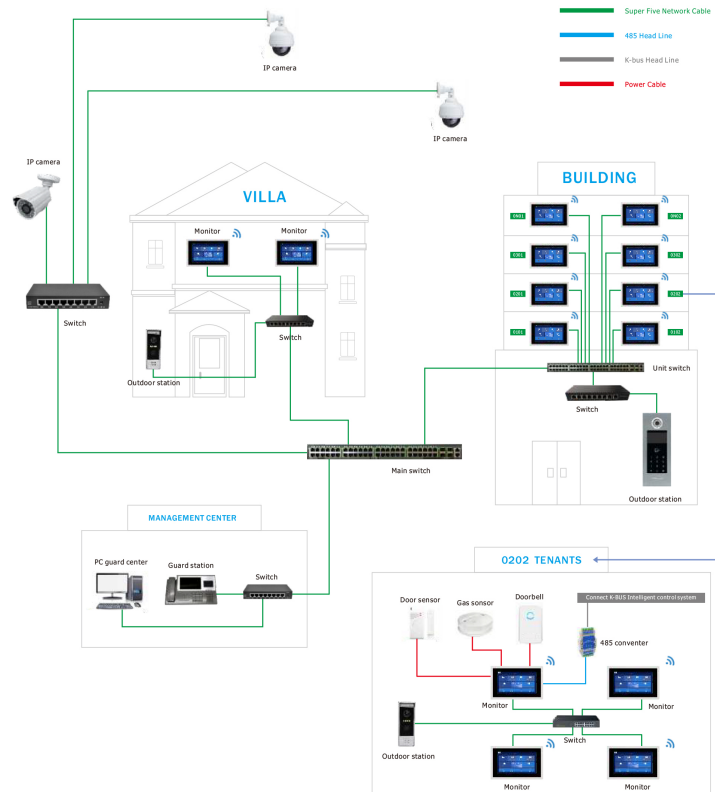 Super Five Network Cable
485 Head Line
K-bus Head Line
Power Cable
IP camera
IP camera
IP camera
Switch
VILLA
Monitor
Monitor
Switch
Outdoor station
BUILDING
0N01
0N02
0301
0302
0201
0202
0101
0102
Unit switch
Switch
Outdoor station
Main switch
MANAGEMENT CENTER
PC guard center
Guard station
Switch
0202 TENANTS
Door sensor
Gas sonsor
Doorbell
Connect K-BUS Intelligent control system
485 conventer
Monitor
Monitor
Switch
Outdoor station
Monitor
Monitor